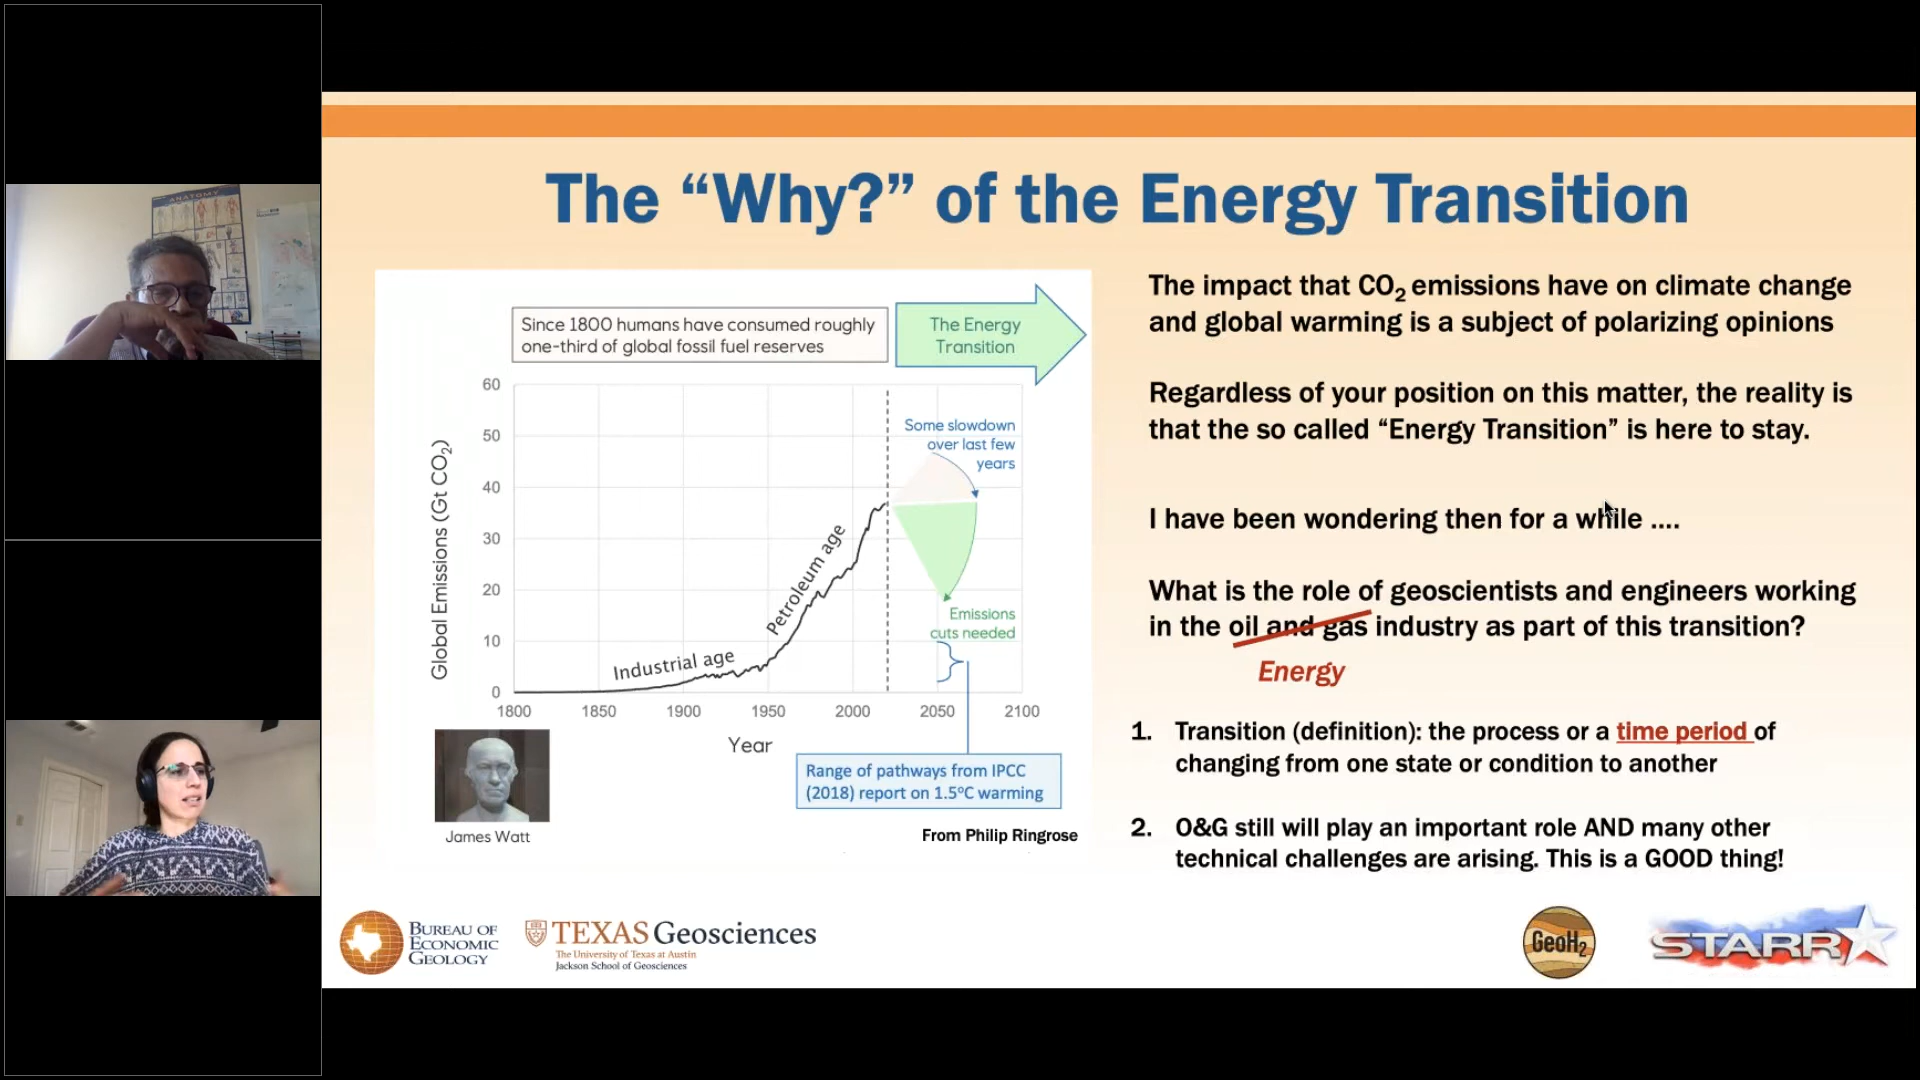 ANATOMY
The “Why?” of the Energy Transition
Since 1800 humans have consumed roughly
one-third of global fossil fuel reserves
The Energy
Transition
Global Emissions (Gt CO2)
60
50
40
30
20
10
0
Some slowdown
over last few
years
Petroleum age
Industrial age
Emissions
cuts needed
1800
1850
1900
1950
2000
2050
2100
Year
Range of pathways from IPCC
(2018) report on 1.5°C warming
James Watt
From Philip Ringrose
The impact that CO2 emissions have on climate change
and global warming is a subject of polarizing opinions
Regardless of your position on this matter, the reality is
that the so called “Energy Transition” is here to stay.
I have been wondering then for a while ....
What is the role of geoscientists and engineers working
in the oil and gas industry as part of this transition?
Energy
1. Transition (definition): the process or a time period of
changing from one state or condition to another
2. O&G still will play an important role AND many other
technical challenges are arising. This is a GOOD thing!
BUREAU OF
ECONOMIC
GEOLOGY
TEXAS Geosciences
The University of Texas at Austin
Jackson School of Geosciences
GeoH2
STARR